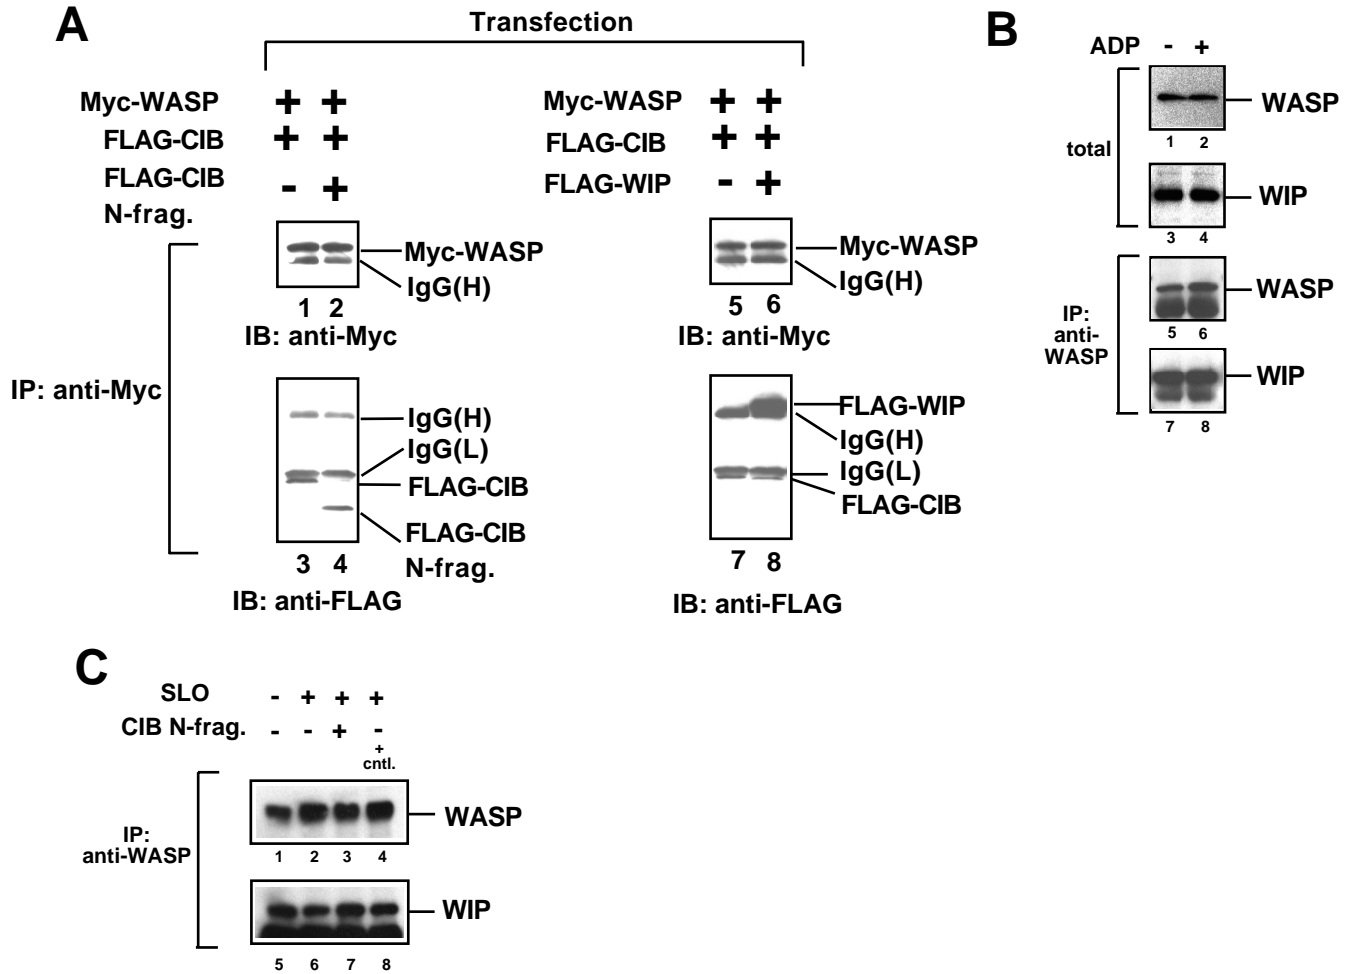 A
Transfection
Myc-WASP + +
FLAG-CIB + +
FLAG-CIB
N-frag. - +
Myc-WASP + +
FLAG-CIB + +
FLAG-WIP - +
IP: anti-Myc
Myc-WASP
IgG(H)
1 2
IB: anti-Myc
Myc-WASP
IgG(H)
5 6
IB: anti-Myc
IgG(H)
IgG(L)
FLAG-CIB
FLAG-CIB
N-frag.
3 4
IB: anti-FLAG
FLAG-WIP
IgG(H)
IgG(L)
FLAG-CIB
7 8
IB: anti-FLAG
B
ADP - +
total
WASP
1 2
WIP
3 4
IP:
anti-
WASP
WASP
5 6
WIP
7 8
C
SLO - + + +
CIB N-frag. - - + -
+
cntl.
IP:
anti-WASP
WASP
1 2 3 4
WIP
5 6 7 8